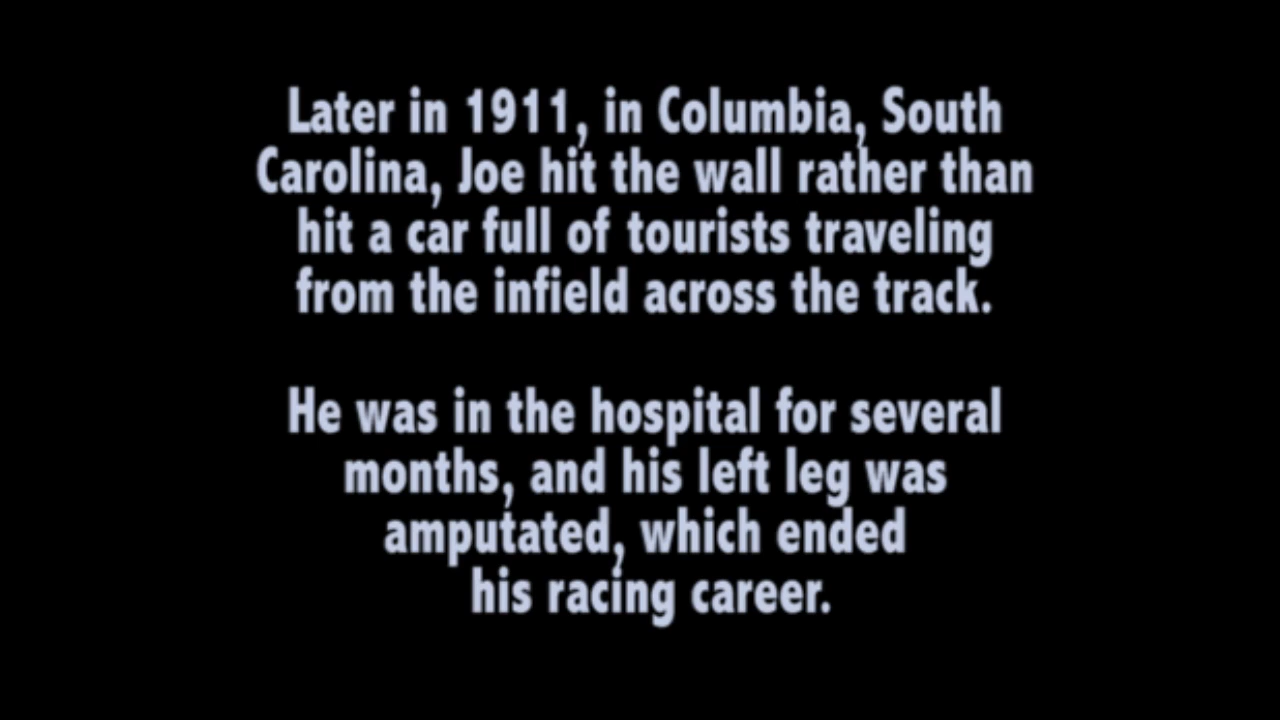 Later in 1911, in Columbia, South
Carolina, Joe hit the wall rather than
hit a car full of tourists traveling
from the infield across the track.
He was in the hospital for several
months, and his left leg was
amputated, which ended
his racing career.